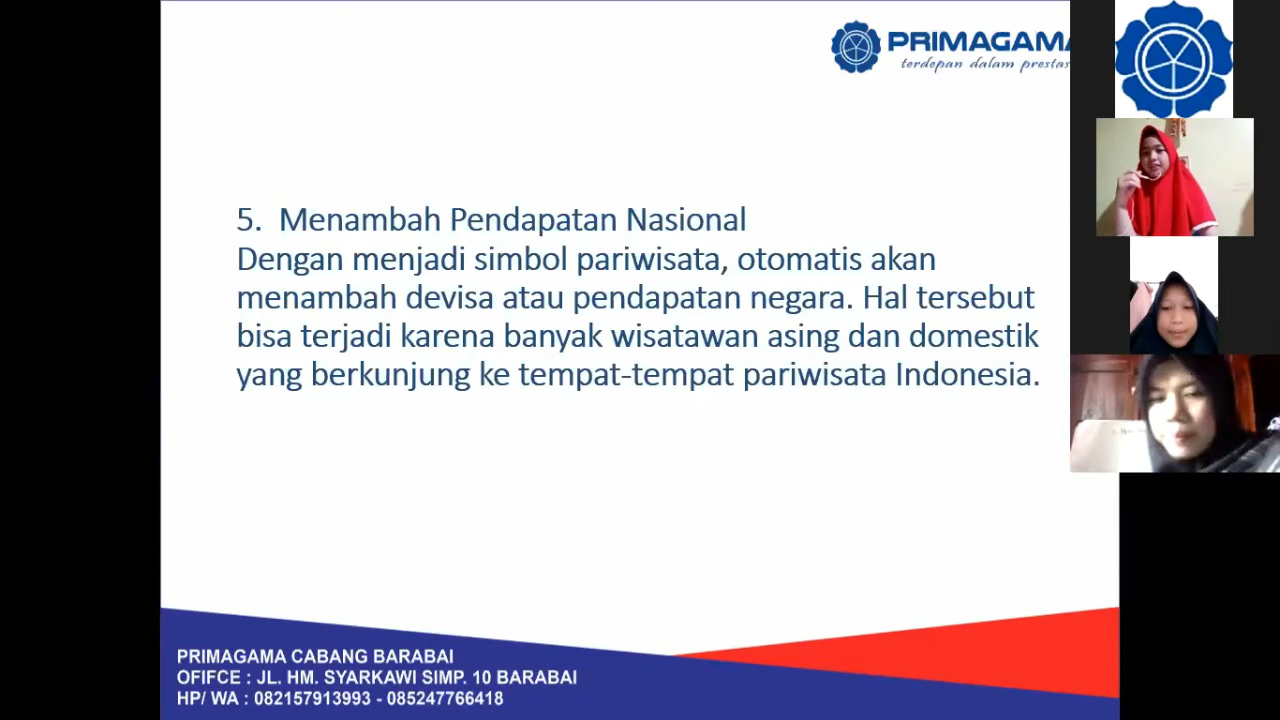 PRIMAGAMA
terdepan dalam prestas
5. Menambah Pendapatan Nasional
Dengan menjadi simbol pariwisata, otomatis akan
menambah devisa atau pendapatan negara. Hal tersebut
bisa terjadi karena banyak wisatawan asing dan domestik
yang berkunjung ke tempat-tempat pariwisata Indonesia.
PRIMAGAMA CABANG BARABAI
OFIFCE : JL. HM. SYARKAWI SIMP. 10 BARABAI
HP/ WA : 082157913993 - 085247766418